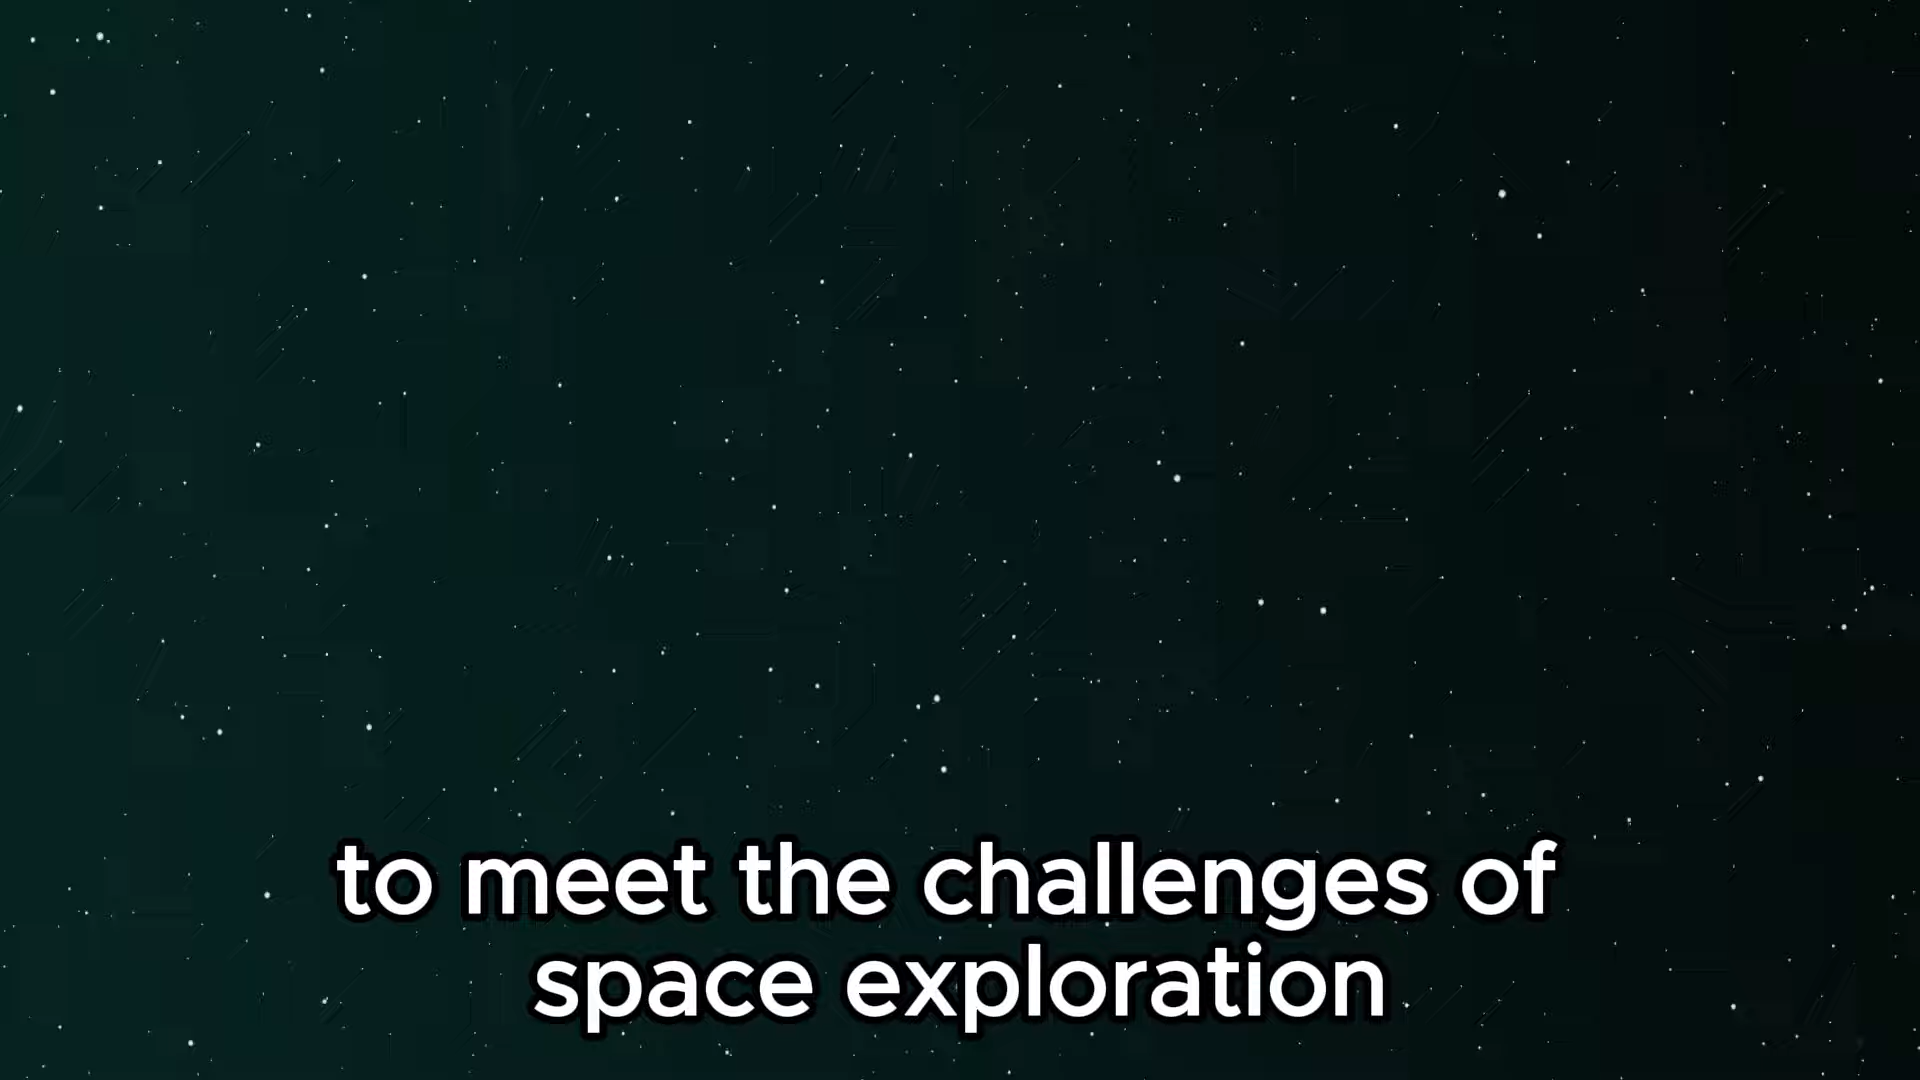 to meet the challenges of
space exploration